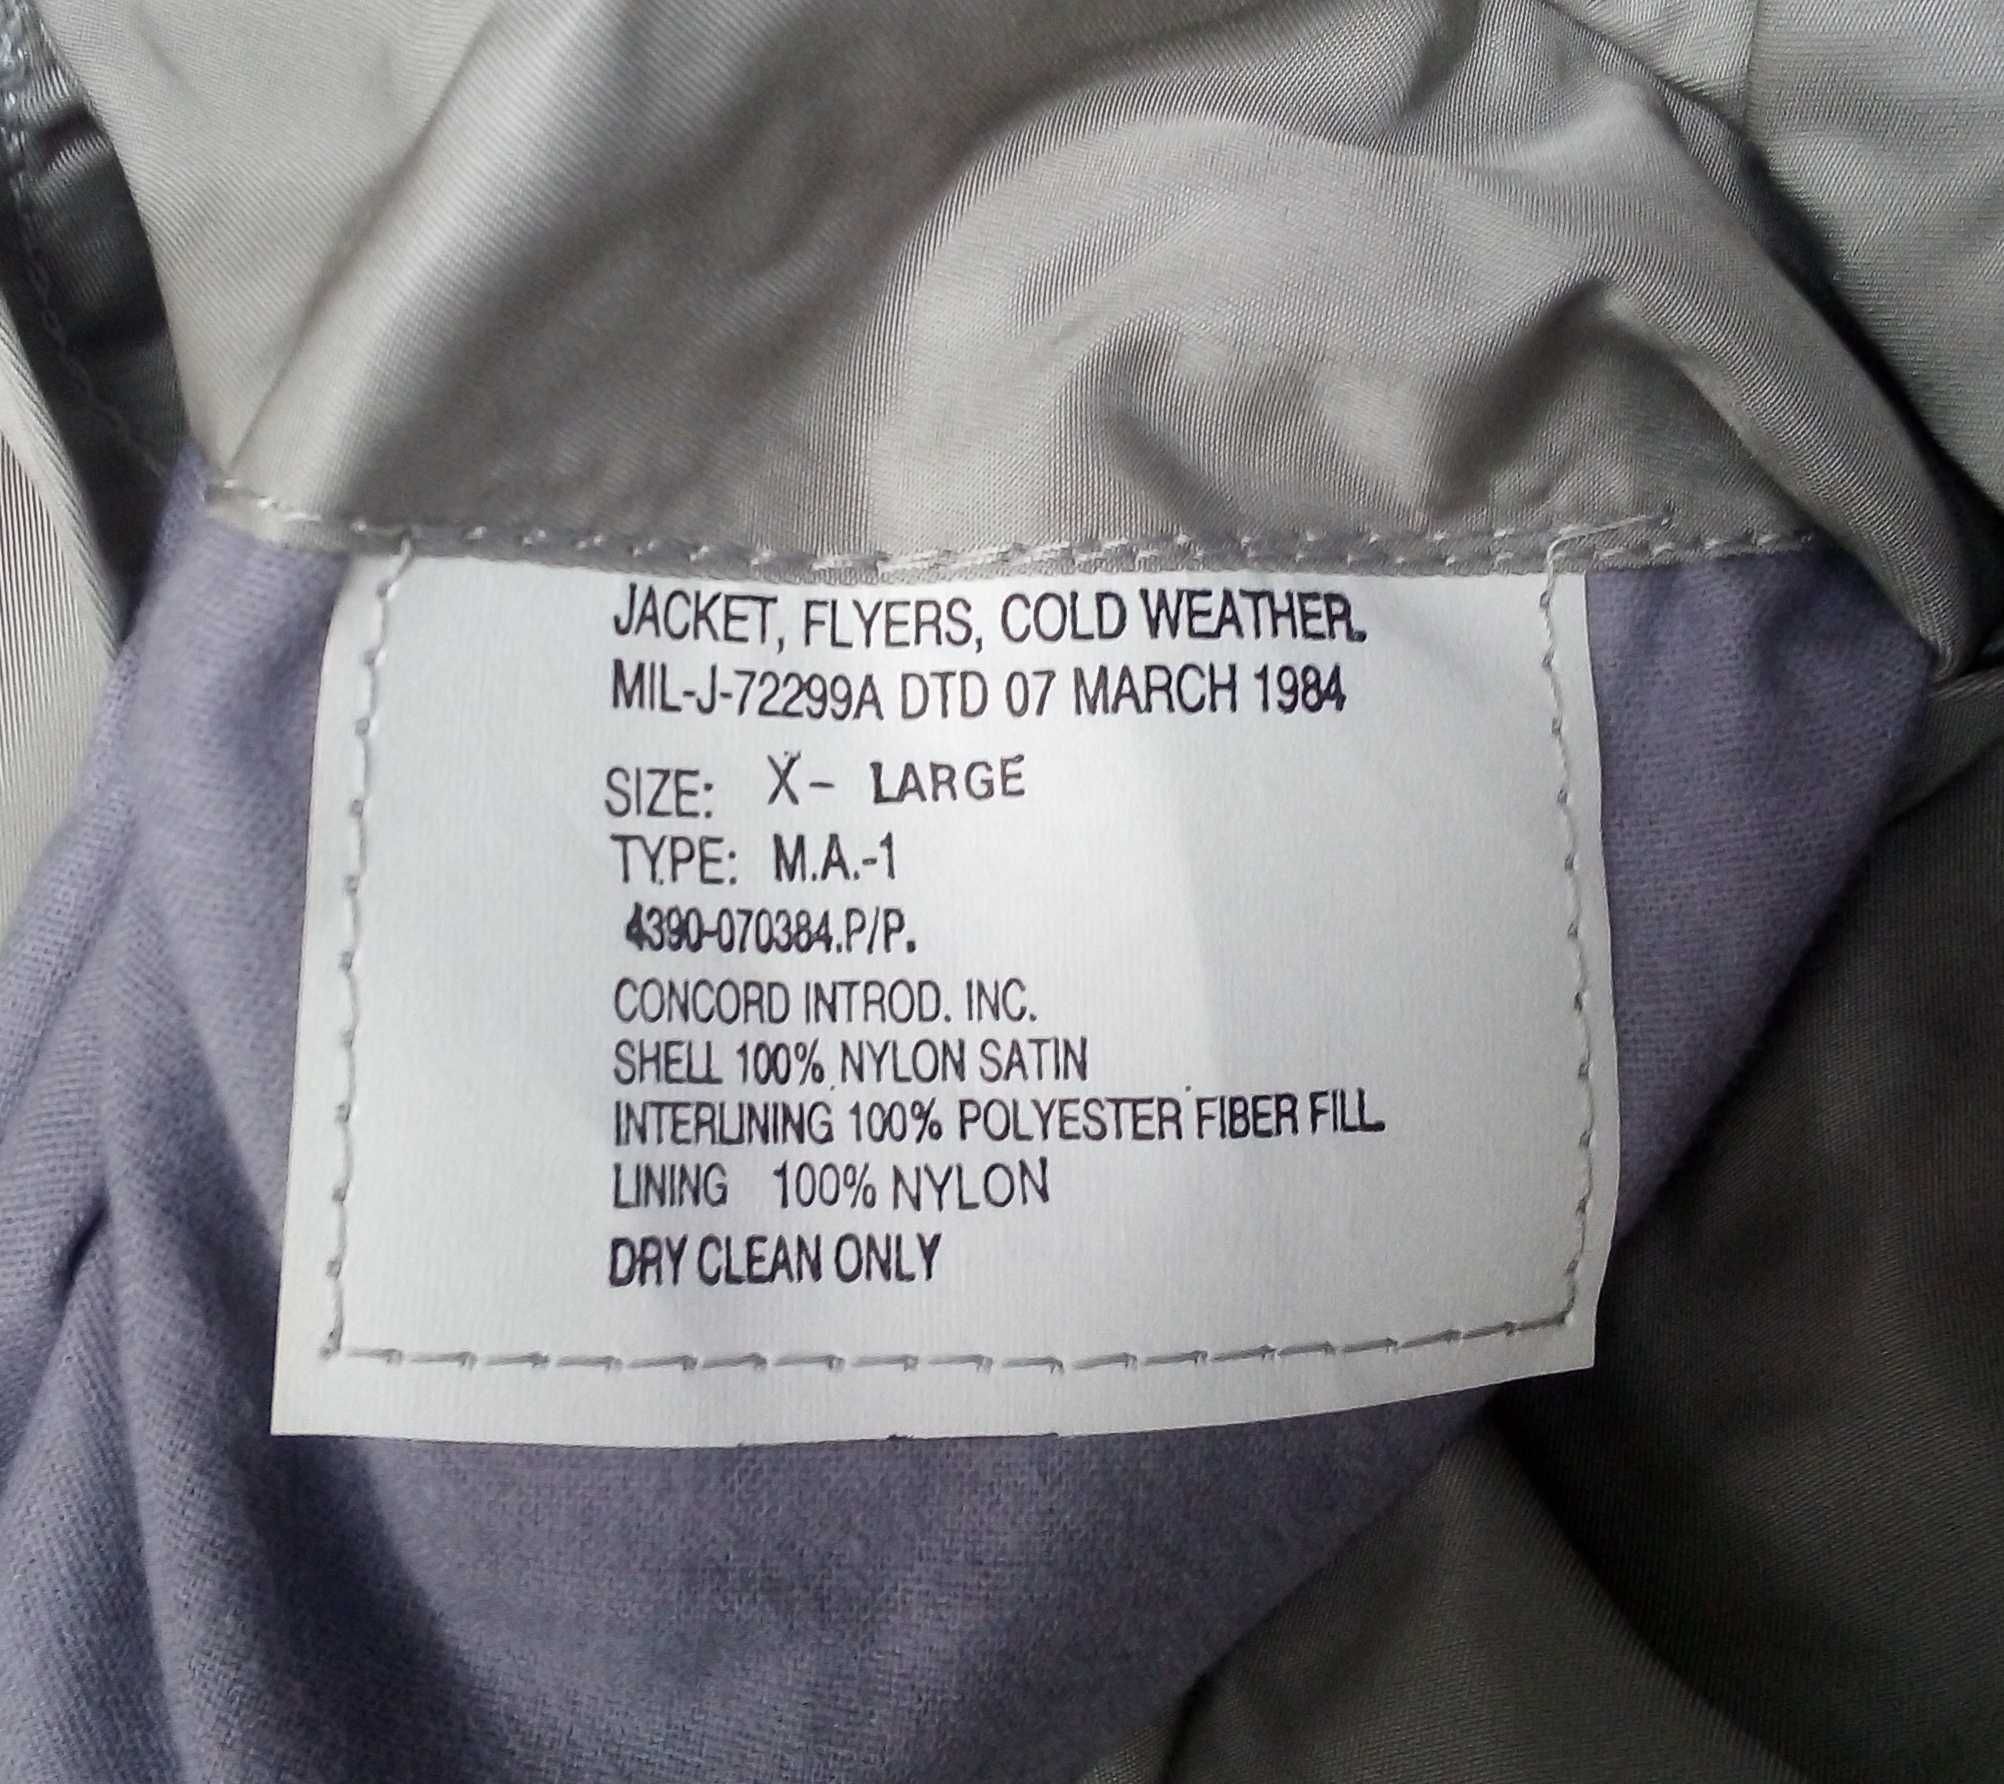 JACKET, FLYERS, COLD WEATHER.
MIL-J-72299A DTD 07 MARCH 1984
SIZE: X- LARGE
TYPE: M.A.-1
4390-070384.P/P.
CONCORD INTROD. INC.
SHELL 100% NYLON SATIN
INTERLINING 100% POLYESTER FIBER FILL
LINING 100% NYLON
DRY CLEAN ONLY